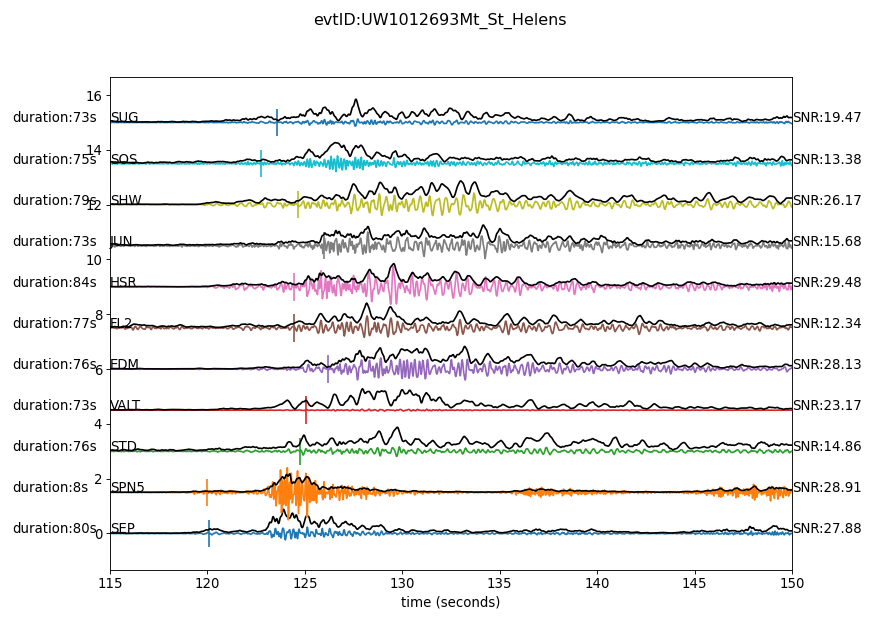 evtID:UW1012693Mt_St_Helens
16
duration:73s SUG SNR:19.47
14
duration:75s SOS SNR:13.38
duration:79s 12 SHW SNR:26.17
duration:73s JUN SNR:15.68
10
duration:84s HSR SNR:29.48
8
duration:77s FL2 SNR:12.34
duration:76s 6 EDM SNR:28.13
duration:73s VALT SNR:23.17
4
duration:76s STD SNR:14.86
2
duration:8s SPN5 SNR:28.91
duration:80s 0 SEP SNR:27.88
115 120 125 130 135 140 145 150
time (seconds)